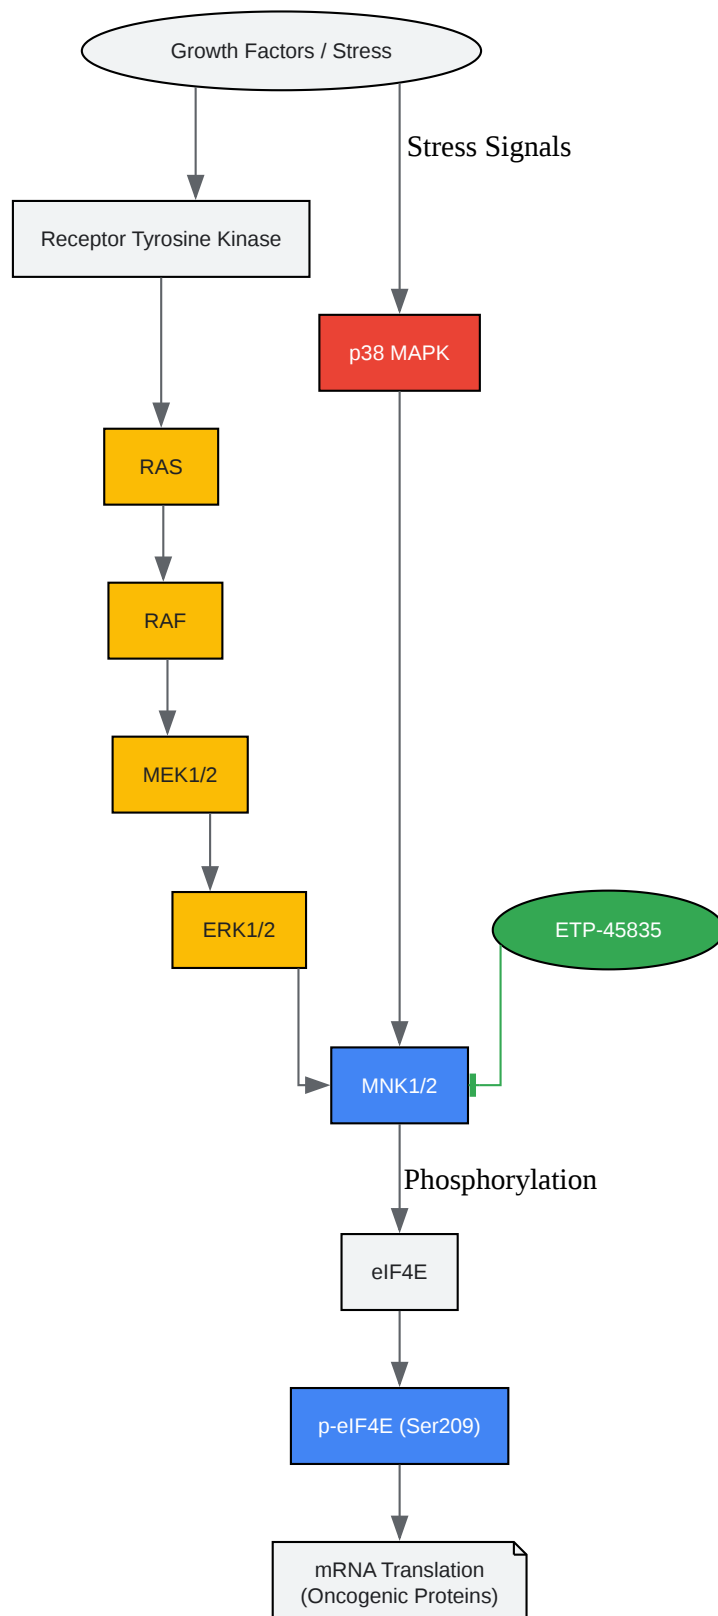 Growth Factors / Stress
Stress Signals
Receptor Tyrosine Kinase
p38 MAPK
RAS
RAF
MEK1/2
ERK1/2
ETP-45835
MNK1/2
Phosphorylation
eIF4E
p-eIF4E (Ser209)
mRNA Translation
(Oncogenic Proteins)